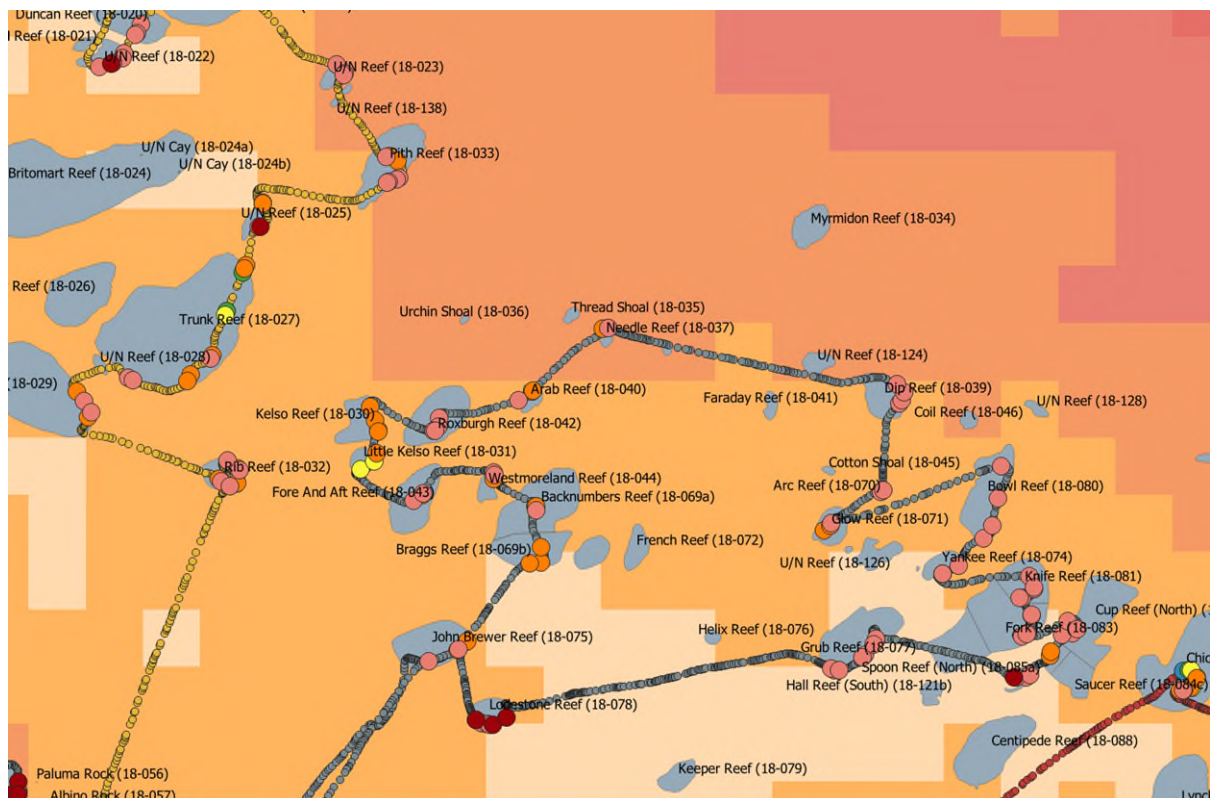 Duncan Reef (18-020)
Reef (18-021)
U/N Reef (18-022)
U/N Reef (18-023)
U/N Reef (18-138)
U/N Cay (18-024a)
Pith Reef (18-033)
U/N Cay (18-024b)
Britomart Reef (18-024)
U/N Reef (18-025)
Myrmidon Reef (18-034)
Reef (18-026)
Thread Shoal (18-035)
Urchin Shoal (18-036)
Trunk Reef (18-027)
Needle Reef (18-037)
U/N Reef (18-028)
U/N Reef (18-124)
(18-029)
Arab Reef (18-040)
Dip Reef (18-039)
Faraday Reef (18-041)
U/N Reef (18-128)
Kelso Reef (18-030)
Coil Reef (18-046)
Roxburgh Reef (18-042)
Little Kelso Reef (18-031)
Rib Reef (18-032)
Cotton Shoal (18-045)
Westmoreland Reef (18-044)
Fore And Aft Reef (18-043)
Arc Reef (18-070)
Bowl Reef (18-080)
Backnumbers Reef (18-069a)
Glow Reef (18-071)
French Reef (18-072)
Braggs Reef (18-069b)
Yankee Reef (18-074)
U/N Reef (18-126)
Knife Reef (18-081)
Cup Reef (North) (
Helix Reef (18-076)
Fork Reef (18-083)
John Brewer Reef (18-075)
Grub Reef (18-077)
Chic
Spoon Reef (North) (18-085a)
Hall Reef (South) (18-121b)
Saucer Reef (18-084c)
Lodestone Reef (18-078)
Centipede Reef (18-088)
Keeper Reef (18-079)
Paluma Rock (18-056)
Albino Rock (18-057)
Lynch